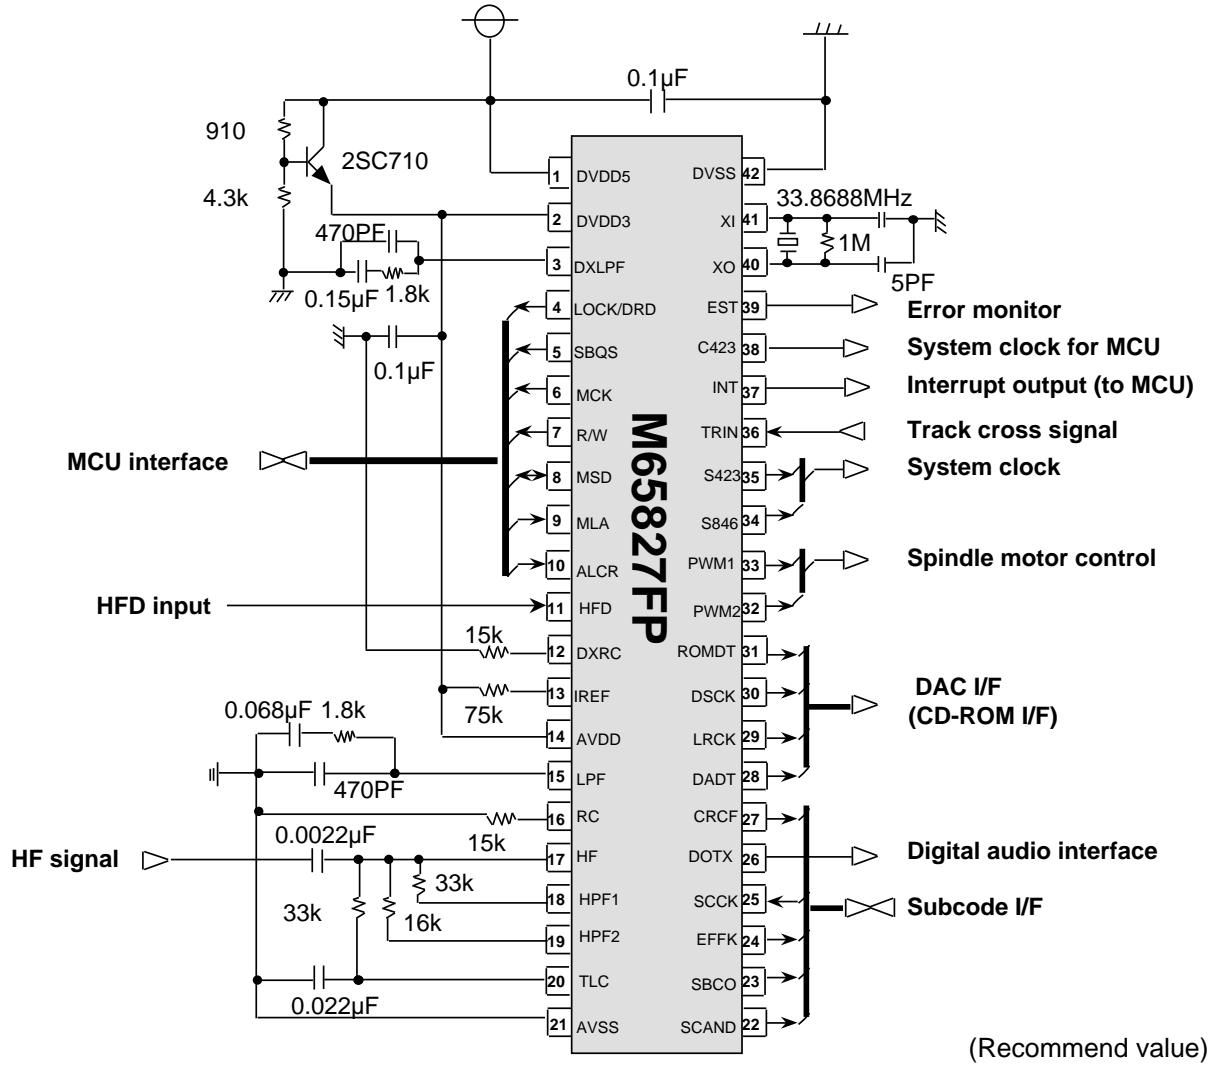 0.1µF
910
2SC710
4.3k
470PF
0.15µF 1.8k
0.1µF
1 DVDD5 DVSS 42
33.8688MHz
2 DVDD3 XI 41
1M
3 DXLPF XO 40
5PF
4 LOCK/DRD EST 39 Error monitor
5 SBQS C423 38 System clock for MCU
6 MCK INT 37 Interrupt output (to MCU)
7 R/W TRIN 36 Track cross signal
MCU interface
8 MSD S423 35 System clock
9 MLA S846 34
10 ALCR PWM1 33 Spindle motor control
HFD input 11 HFD PWM2 32
M65827FP
15k
12 DXRC ROMDT 31
13 IREF DSCK 30
75k
DAC I/F
(CD-ROM I/F)
0.068µF 1.8k
14 AVDD LRCK 29
15 LPF DADT 28
470PF
16 RC CRCF 27
15k
0.0022µF
HF signal 17 HF DOTX 26 Digital audio interface
33k
18 HPF1 SCCK 25 Subcode I/F
33k
16k
19 HPF2 EFFK 24
20 TLC SBCO 23
0.022µF
21 AVSS SCAND 22
(Recommend value)